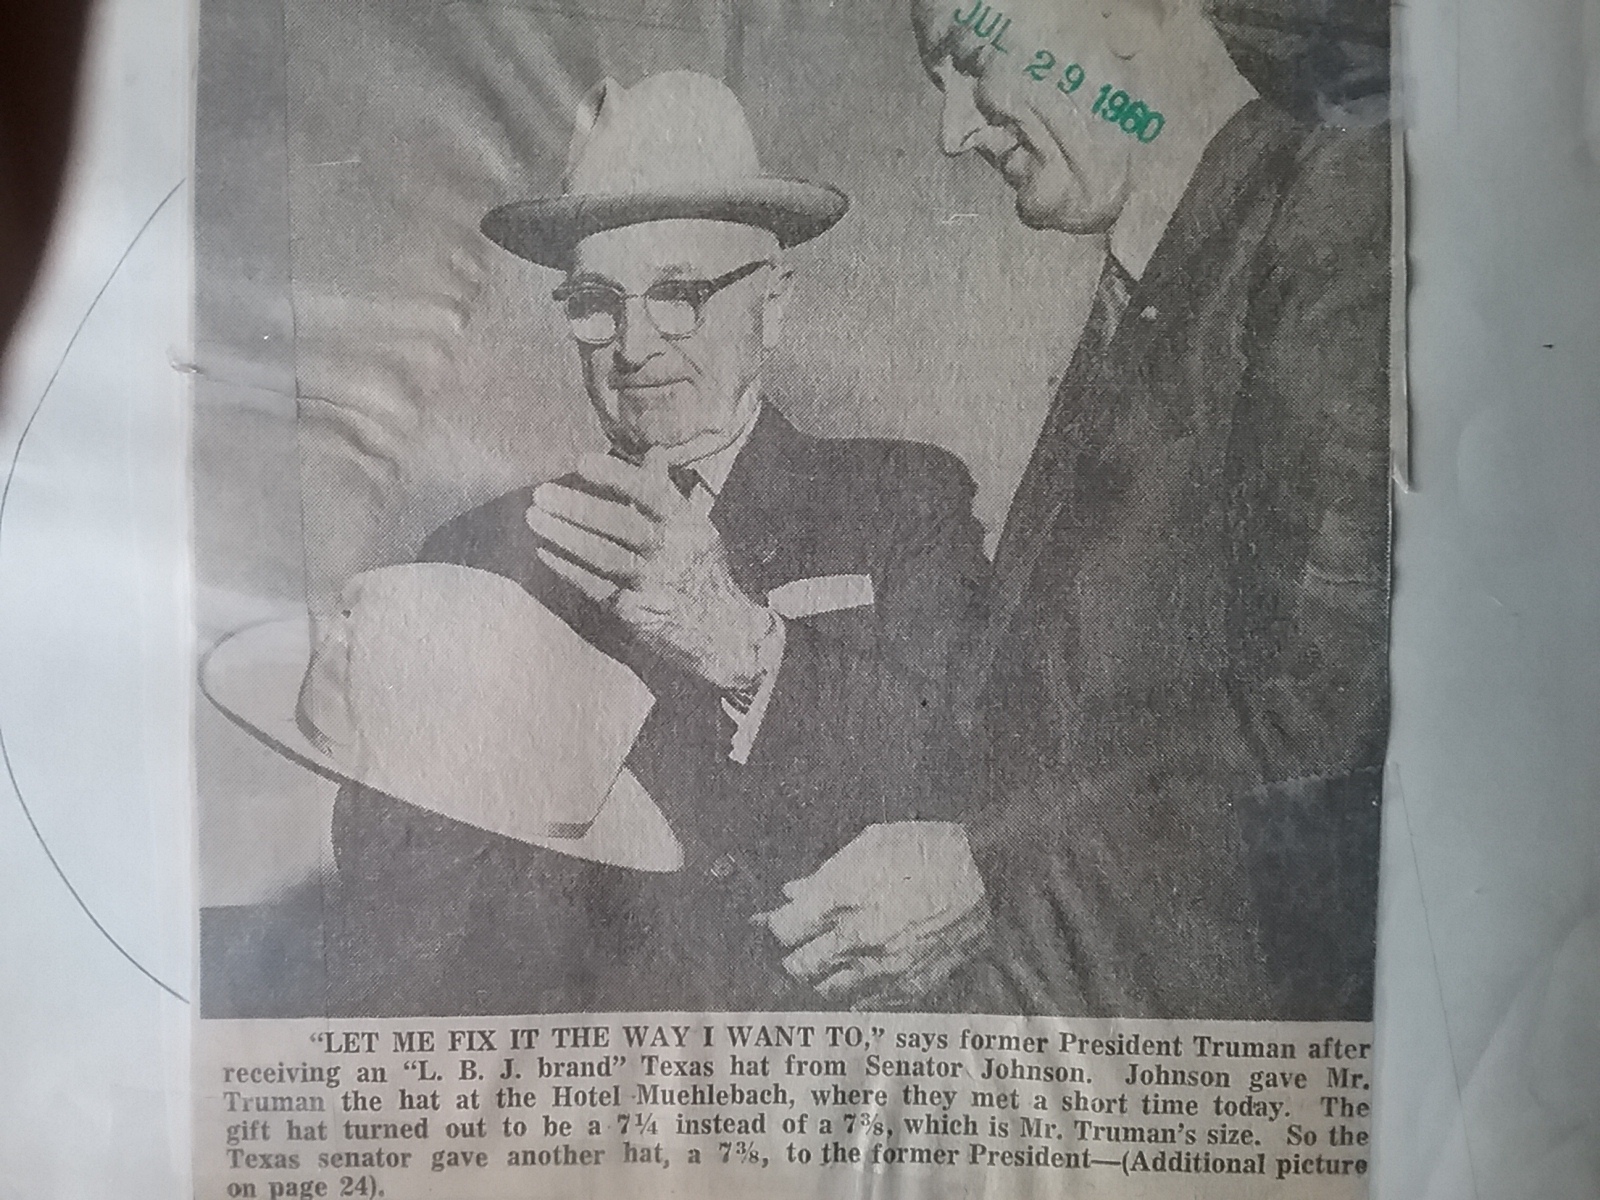 JUL 29 1960
“LET ME FIX IT THE WAY I WANT TO,” says former President Truman after
receiving an “L. B. J. brand” Texas hat from Senator Johnson. Johnson gave Mr.
Truman the hat at the Hotel Muehlebach, where they met a short time today. The
gift hat turned out to be a 7¼ instead of a 7⅜, which is Mr. Truman’s size. So the
Texas senator gave another hat, a 7⅜, to the former President—(Additional picture
on page 24).